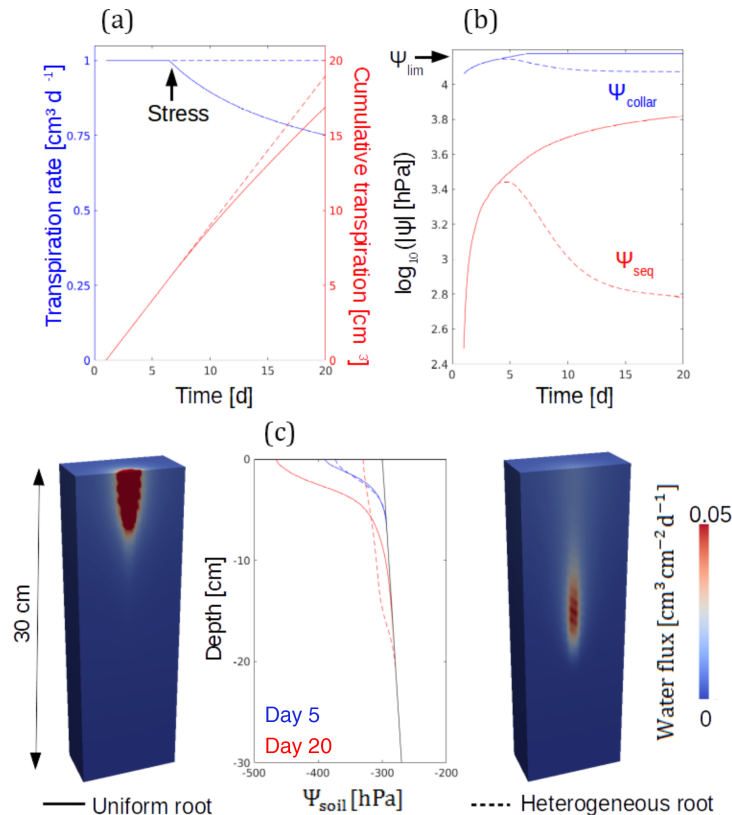 (a)
(b)
1
0.75
0.5
0.25
0
0
5
10
15
20
20
15
10
5
0
Transpiration rate [cm³ d ⁻¹]
Cumulative transpiration [cm ³]
Time [d]
Stress
Ψlim
4.2
4
3.8
3.6
3.4
3.2
3
2.8
2.6
2.4
0
5
10
15
20
log₁₀(|Ψ| [hPa]
Time [d]
Ψcollar
Ψseq
(c)
30 cm
0
-10
-20
-30
-500
-400
-300
-200
Depth [cm]
Day 5
Day 20
Ψsoil [hPa]
Water flux [cm³ cm⁻² d⁻¹]
0.05
0
Uniform root
Heterogeneous root